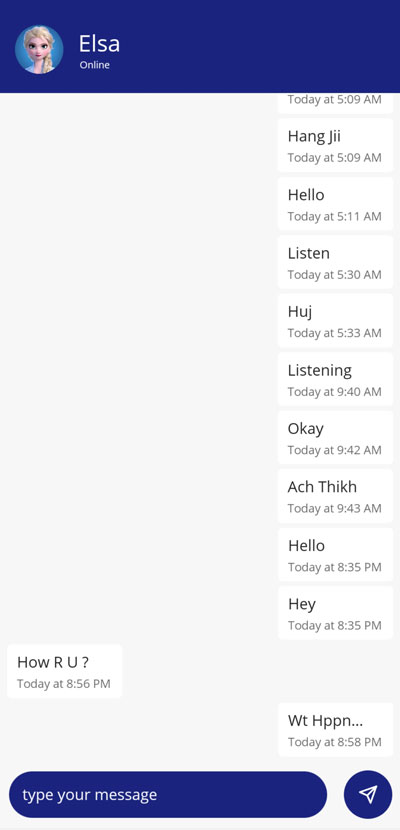 Elsa
Online
Today at 5:09 AM
Hang Jii
Today at 5:09 AM
Hello
Today at 5:11 AM
Listen
Today at 5:30 AM
Huj
Today at 5:33 AM
Listening
Today at 9:40 AM
Okay
Today at 9:42 AM
Ach Thikh
Today at 9:43 AM
Hello
Today at 8:35 PM
Hey
Today at 8:35 PM
How R U ?
Today at 8:56 PM
Wt Hppn...
Today at 8:58 PM
type your message